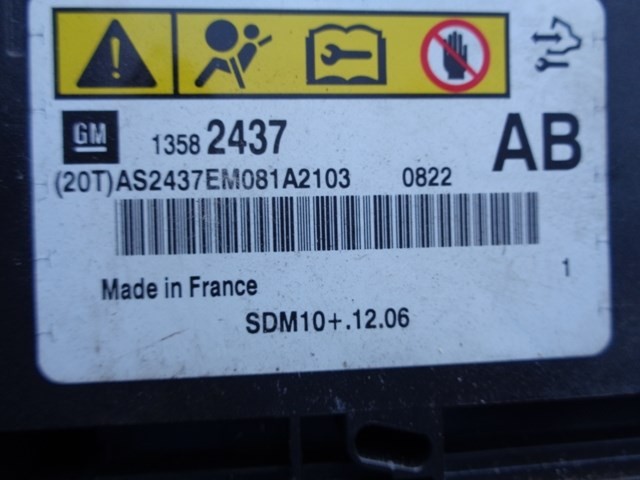 GM 1358 2437 AB
(20T)AS2437EM081A2103 0822
1
Made in France
SDM10+.12.06